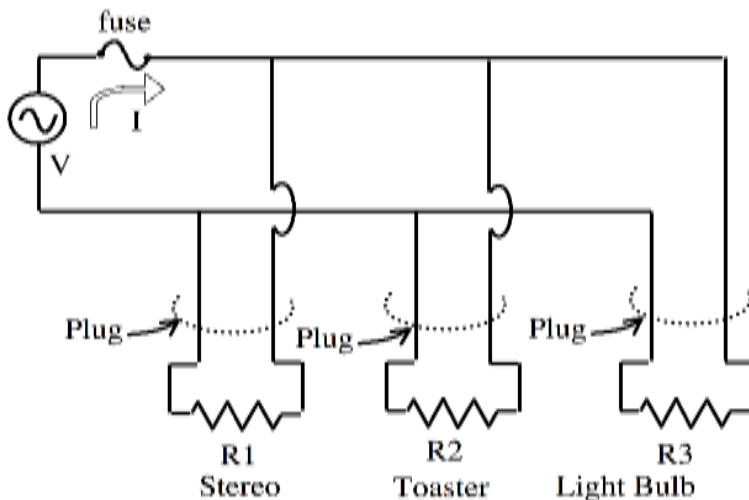 fuse
I
V
Plug
Plug
Plug
R1
Stereo
R2
Toaster
R3
Light Bulb